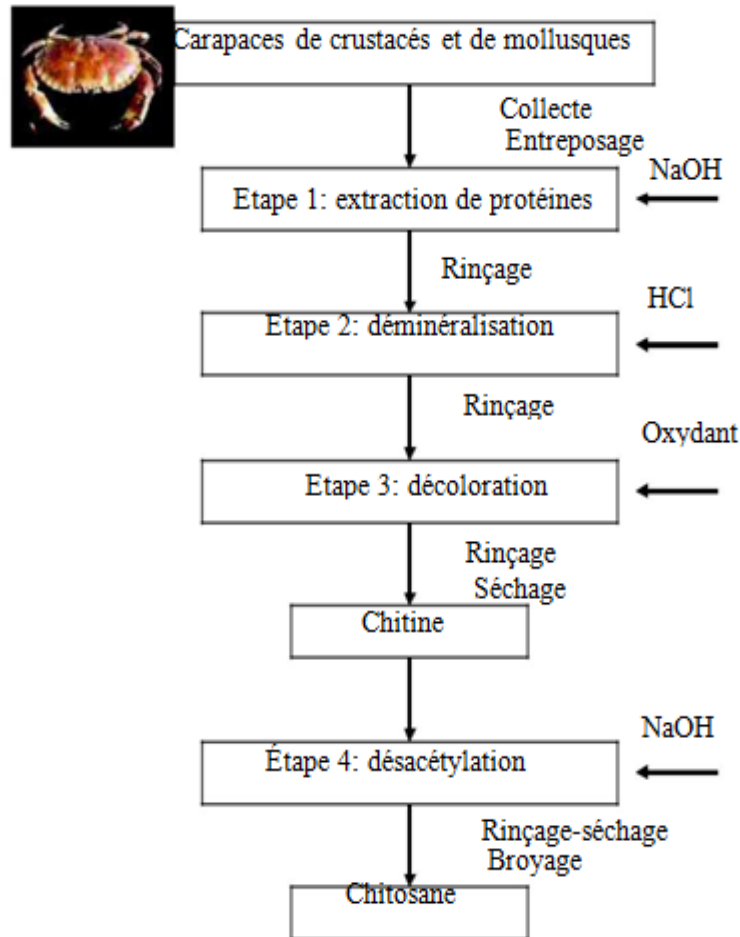 Carapaces de crustacés et de mollusques
Collecte
Entreposage
NaOH
Etape 1: extraction de protéines
Rinçage
HCl
Etape 2: déminéralisation
Rinçage
Oxydant
Etape 3: décoloration
Rinçage
Séchage
Chitine
NaOH
Étape 4: désacétylation
Rinçage-séchage
Broyage
Chitosane